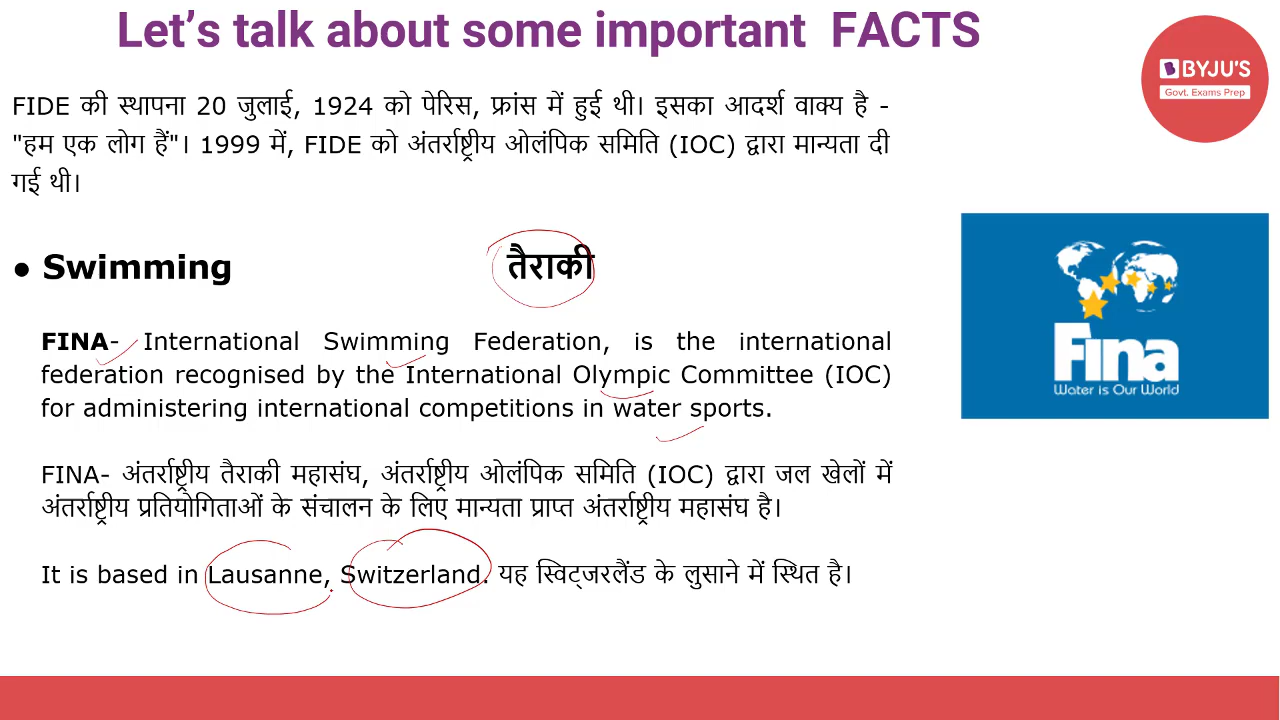 Let's talk about some important FACTS
BYJU'S
Govt. Exams Prep
FIDE की स्थापना 20 जुलाई, 1924 को पेरिस, फ्रांस में हुई थी। इसका आदर्श वाक्य है -
"हम एक लोग हैं"। 1999 में, FIDE को अंतर्राष्ट्रीय ओलंपिक समिति (IOC) द्वारा मान्यता दी
गई थी।
● Swimming तैराकी
FINA- International Swimming Federation, is the international
federation recognised by the International Olympic Committee (IOC)
for administering international competitions in water sports.
Fina
Water is Our World
FINA- अंतर्राष्ट्रीय तैराकी महासंघ, अंतर्राष्ट्रीय ओलंपिक समिति (IOC) द्वारा जल खेलों में
अंतर्राष्ट्रीय प्रतियोगिताओं के संचालन के लिए मान्यता प्राप्त अंतर्राष्ट्रीय महासंघ है।
It is based in Lausanne, Switzerland. यह स्विट्जरलैंड के लुसाने में स्थित है।